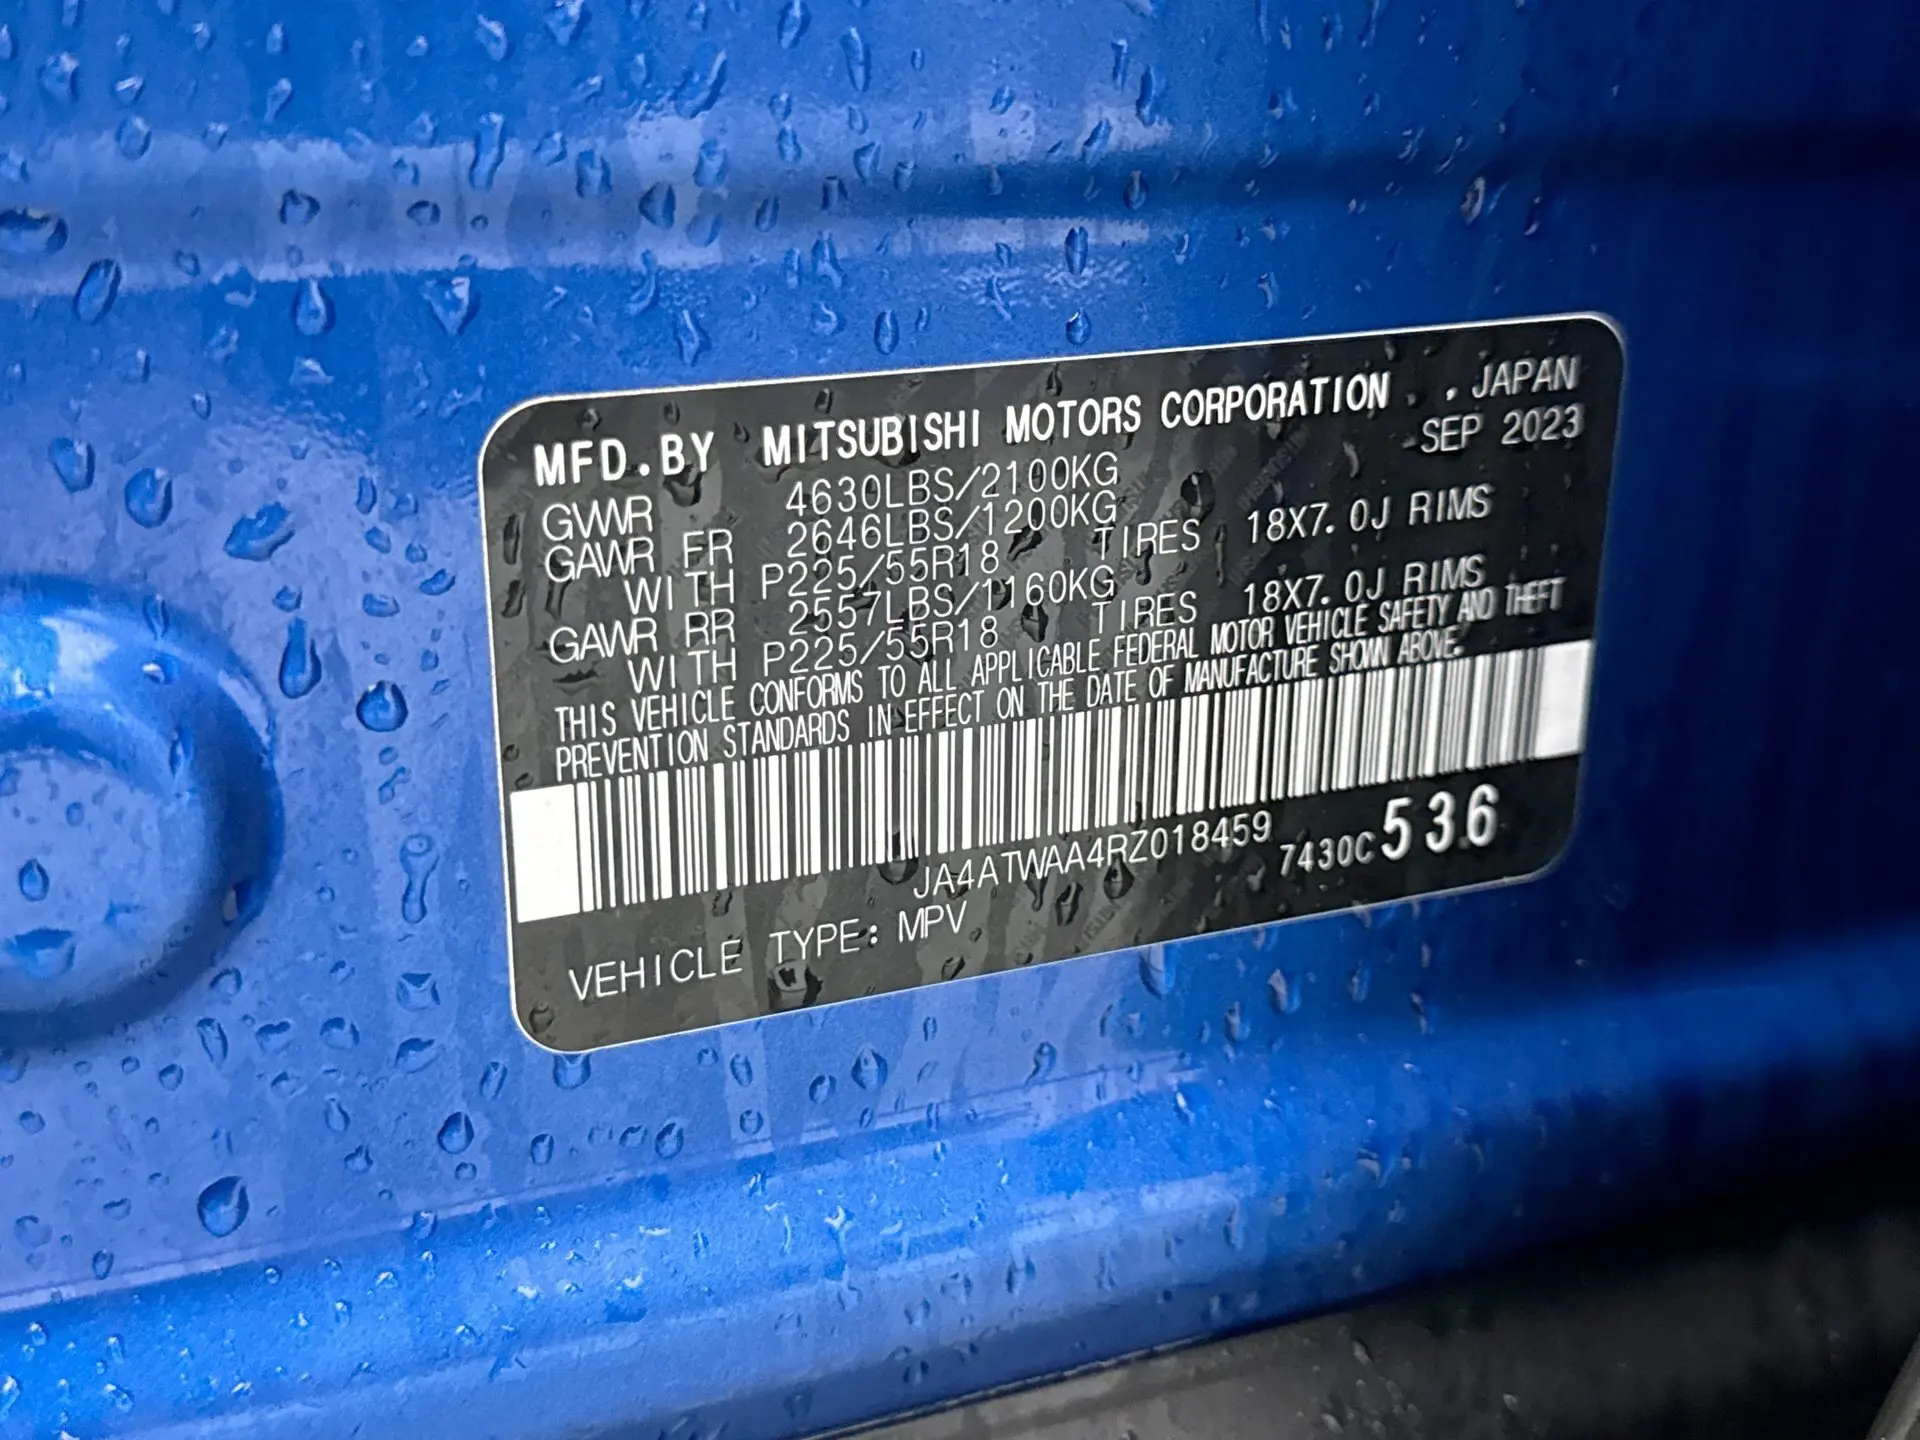 MFD.BY MITSUBISHI MOTORS CORPORATION , JAPAN
SEP 2023
GVWR 4630LBS/2100KG
GAWR FR 2646LBS/1200KG
WITH P225/55R18 TIRES 18X7.0J RIMS
GAWR RR 2557LBS/1160KG
WITH P225/55R18 TIRES 18X7.0J RIMS
THIS VEHICLE CONFORMS TO ALL APPLICABLE FEDERAL MOTOR VEHICLE SAFETY AND THEFT
PREVENTION STANDARDS IN EFFECT ON THE DATE OF MANUFACTURE SHOWN ABOVE.
JA4ATWAA4RZ018459 7430C536
VEHICLE TYPE: MPV